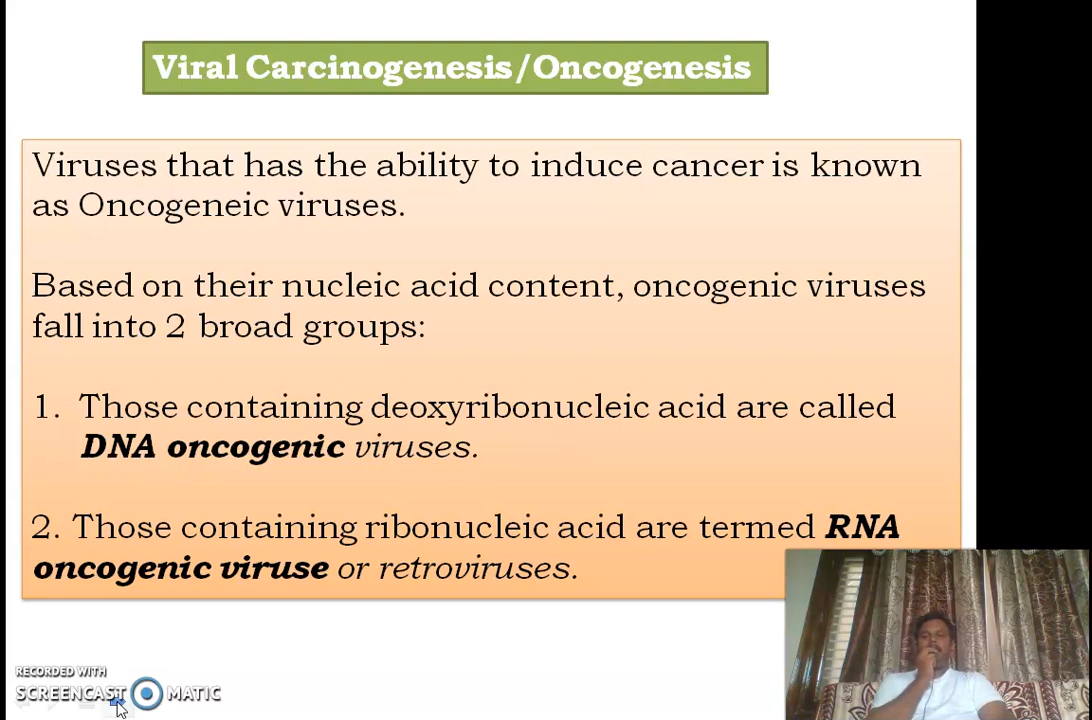 Viral Carcinogenesis/Oncogenesis
Viruses that has the ability to induce cancer is known
as Oncogeneic viruses.
Based on their nucleic acid content, oncogenic viruses
fall into 2 broad groups:
1. Those containing deoxyribonucleic acid are called
DNA oncogenic viruses.
2. Those containing ribonucleic acid are termed RNA
oncogenic viruse or retroviruses.
RECORDED WITH
SCREENCAST MATIC